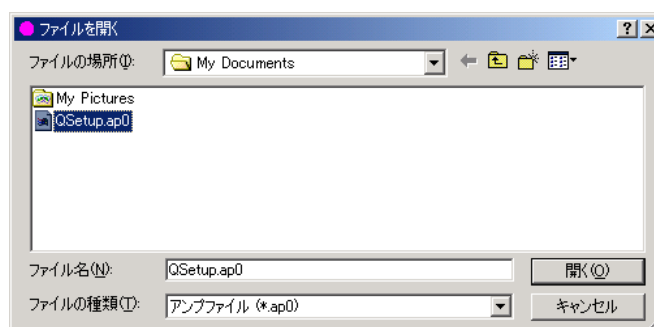 ファイルを開く
ファイルの場所(I):
My Documents
My Pictures
QSetup.ap0
ファイル名(N):
QSetup.ap0
開く(O)
ファイルの種類(T):
アンプファイル (*.ap0)
キャンセル